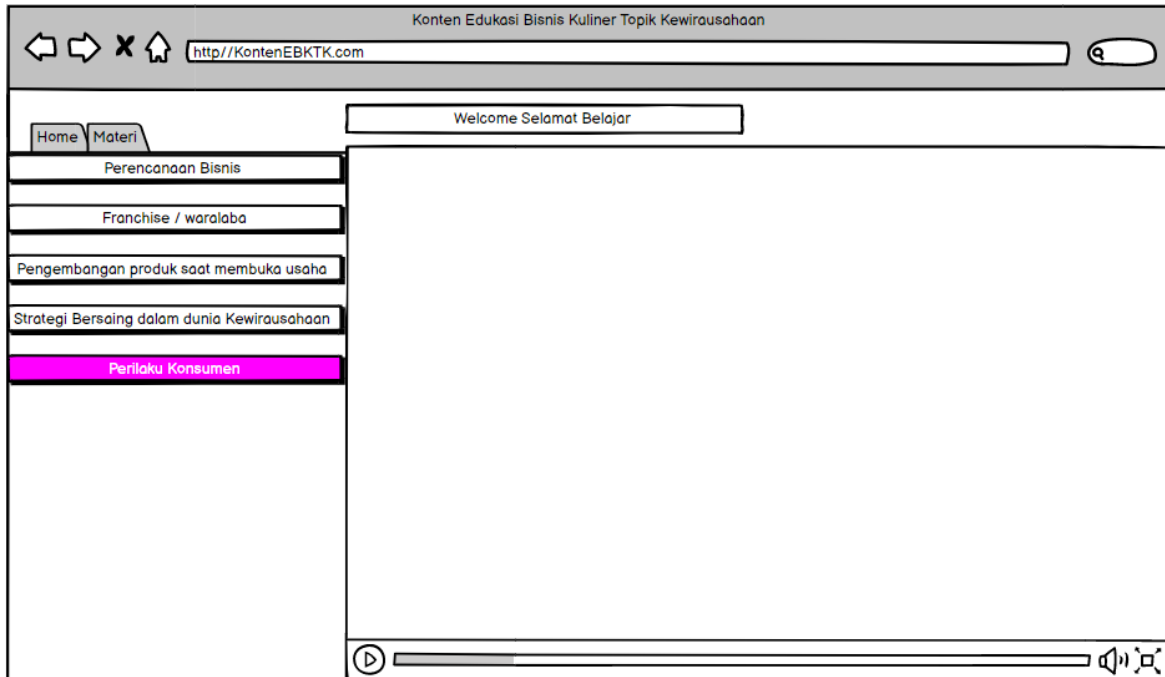 Konten Edukasi Bisnis Kuliner Topik Kewirausahaan
http//KontenEBKTK.com
Welcome Selamat Belajar
Home Materi
Perencanaan Bisnis
Franchise / waralaba
Pengembangan produk saat membuka usaha
Strategi Bersaing dalam dunia Kewirausahaan
Perilaku Konsumen